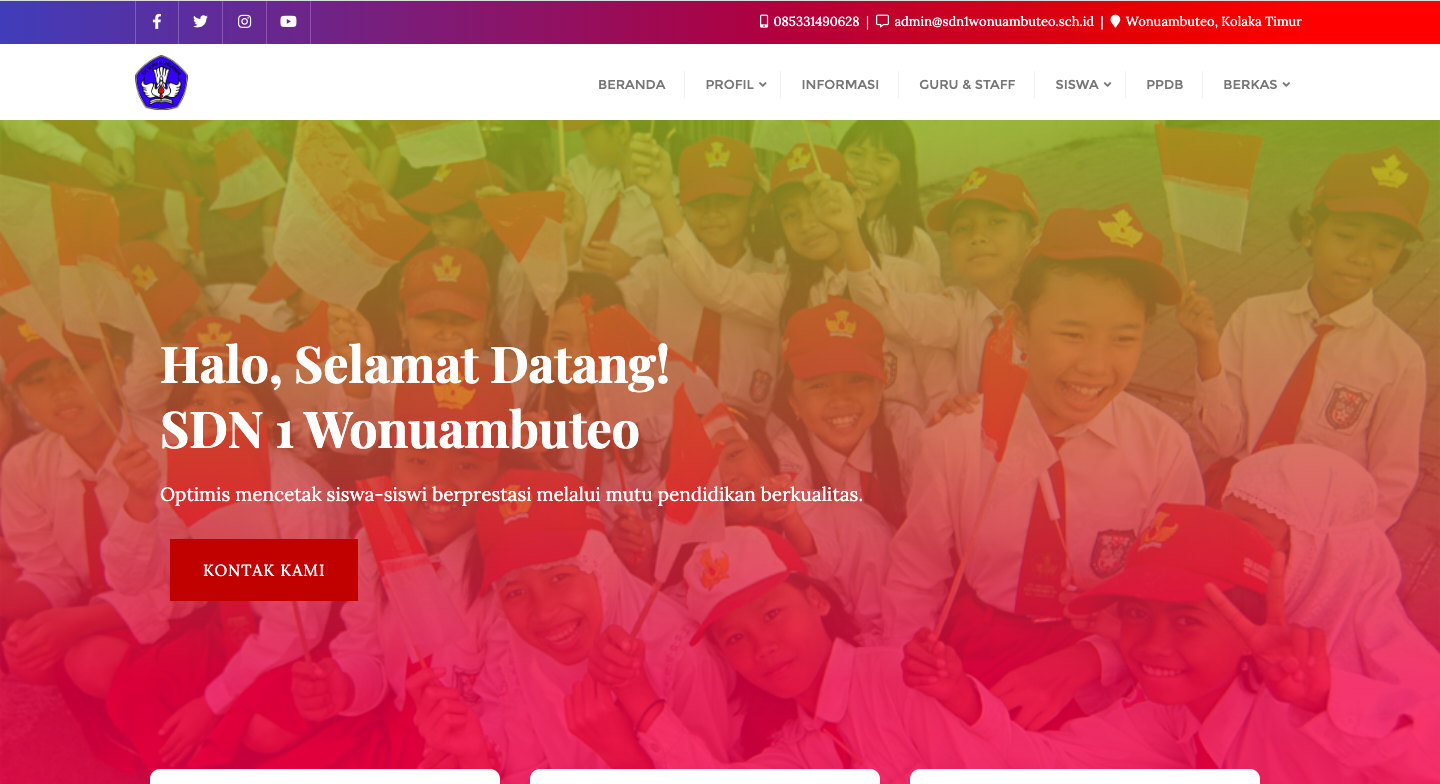 085331490628 | admin@sdn1wonuambuteo.sch.id | Wonuambuteo, Kolaka Timur
BERANDA PROFIL INFORMASI GURU & STAFF SISWA PPDB BERKAS
Halo, Selamat Datang!
SDN 1 Wonuambuteo
Optimis mencetak siswa-siswi berprestasi melalui mutu pendidikan berkualitas.
KONTAK KAMI